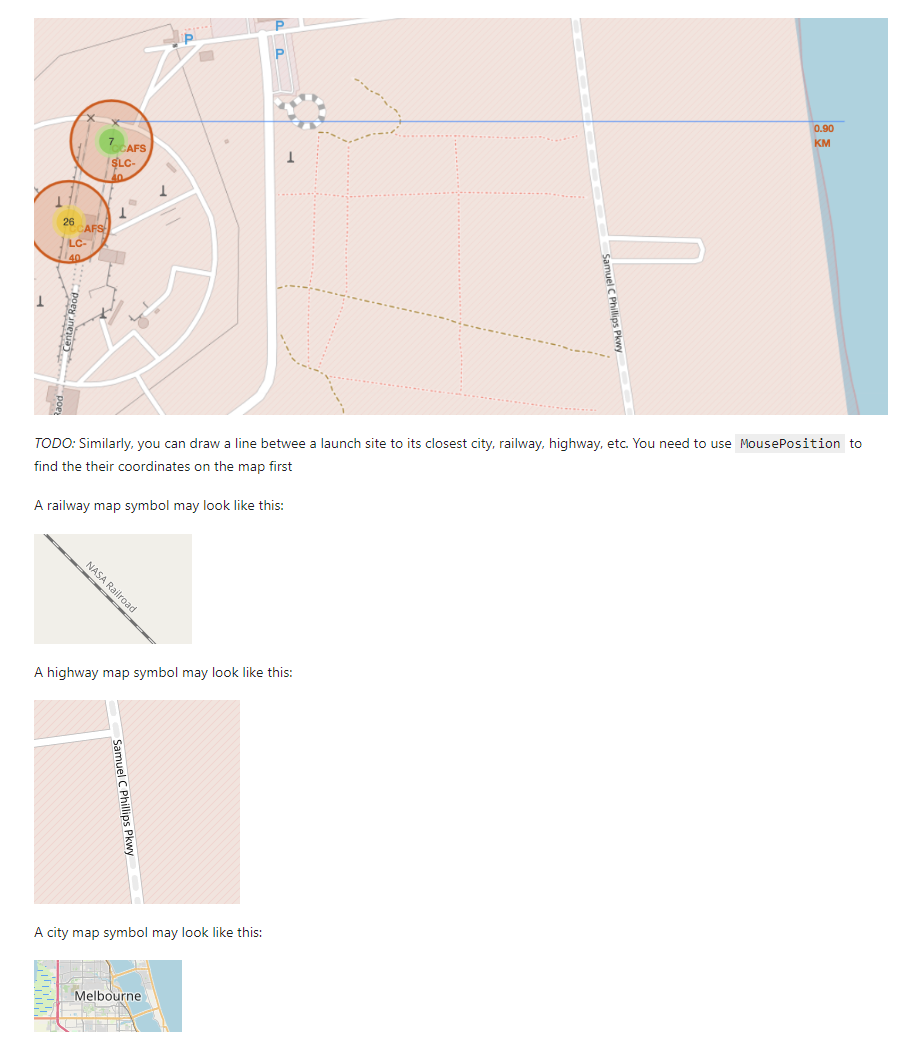 P
P
P
0.90
KM
7
CCAFS
SLC-
40
26
CCAFS
LC-
40
Centaur Raod
Raod
Samuel C Phillips Pkwy
TODO: Similarly, you can draw a line betwee a launch site to its closest city, railway, highway, etc. You need to use MousePosition to
find the their coordinates on the map first
A railway map symbol may look like this:
NASA Railroad
A highway map symbol may look like this:
Samuel C Phillips Pkwy
A city map symbol may look like this:
Melbourne